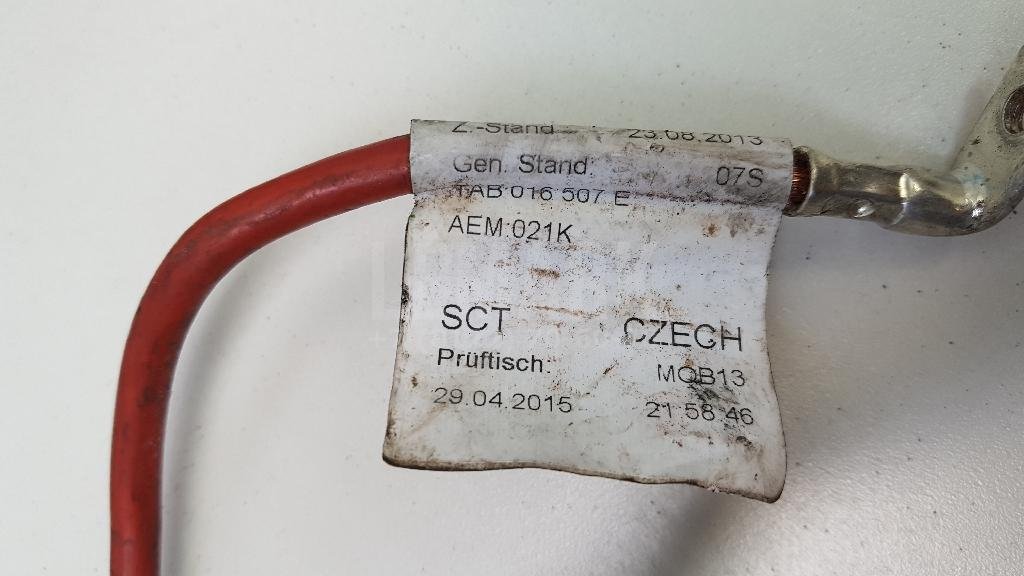 Z.-Stand 23.08.2013
Gen. Stand: 07S
TAB 016 507 E
AEM:021K
SCT CZECH
Prüftisch: MQB13
29.04.2015 21:58:46